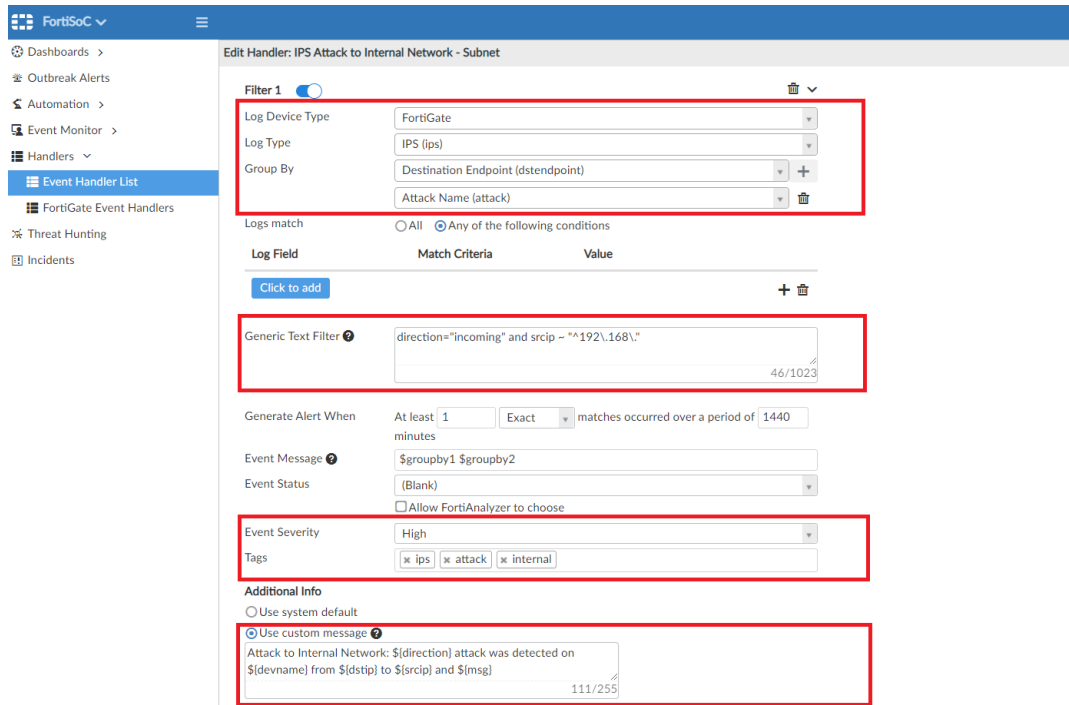 FortiSoC
Dashboards
Outbreak Alerts
Automation
Event Monitor
Handlers
Event Handler List
FortiGate Event Handlers
Threat Hunting
Incidents
Edit Handler: IPS Attack to Internal Network - Subnet
Filter 1
Log Device Type FortiGate
Log Type IPS (ips)
Group By Destination Endpoint (dstendpoint)
Attack Name (attack)
Logs match All Any of the following conditions
Log Field Match Criteria Value
Click to add
Generic Text Filter direction="incoming" and srcip ~ "^192\.168\."
46/1023
Generate Alert When At least 1 Exact matches occurred over a period of 1440
minutes
Event Message $groupby1 $groupby2
Event Status (Blank)
Allow FortiAnalyzer to choose
Event Severity High
Tags ips attack internal
Additional Info
Use system default
Use custom message
Attack to Internal Network: ${direction} attack was detected on
${devname} from ${dstip} to ${srcip} and ${msg}
111/255